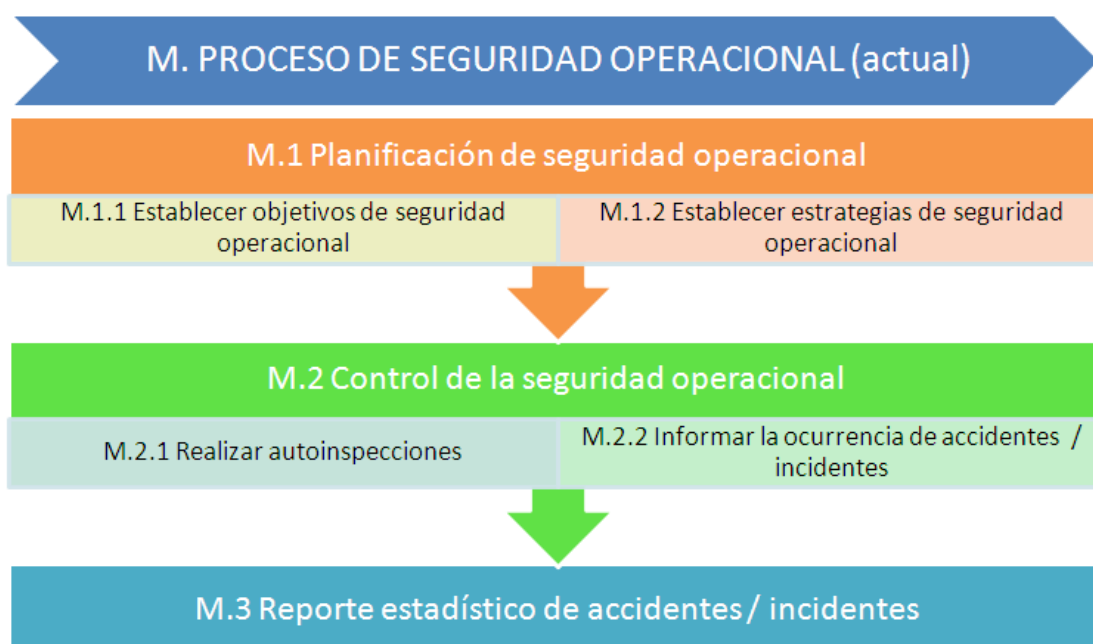 M. PROCESO DE SEGURIDAD OPERACIONAL (actual)
M.1 Planificación de seguridad operacional
M.1.1 Establecer objetivos de seguridad
operacional
M.1.2 Establecer estrategias de seguridad
operacional
M.2 Control de la seguridad operacional
M.2.1 Realizar autoinspecciones
M.2.2 Informar la ocurrencia de accidentes /
incidentes
M.3 Reporte estadístico de accidentes / incidentes